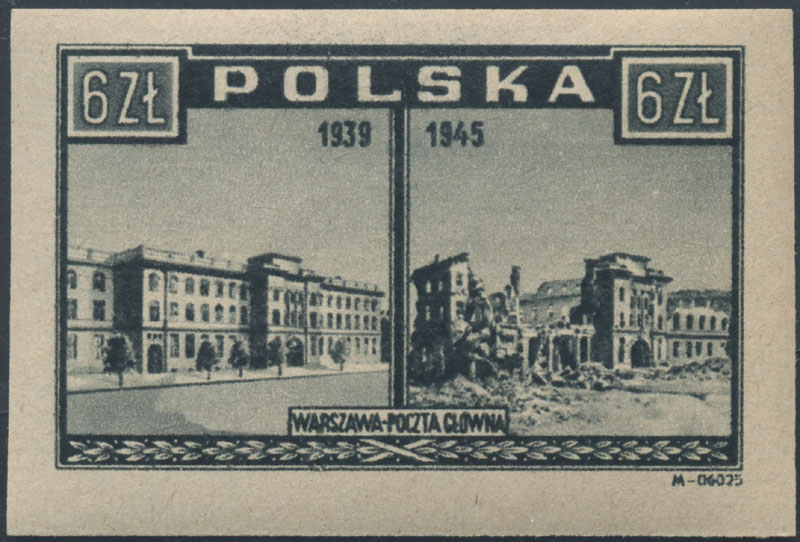 6 ZŁ POLSKA 6 ZŁ
1939 1945
WARSZAWA-POCZTA GŁÓWNA
M-06025